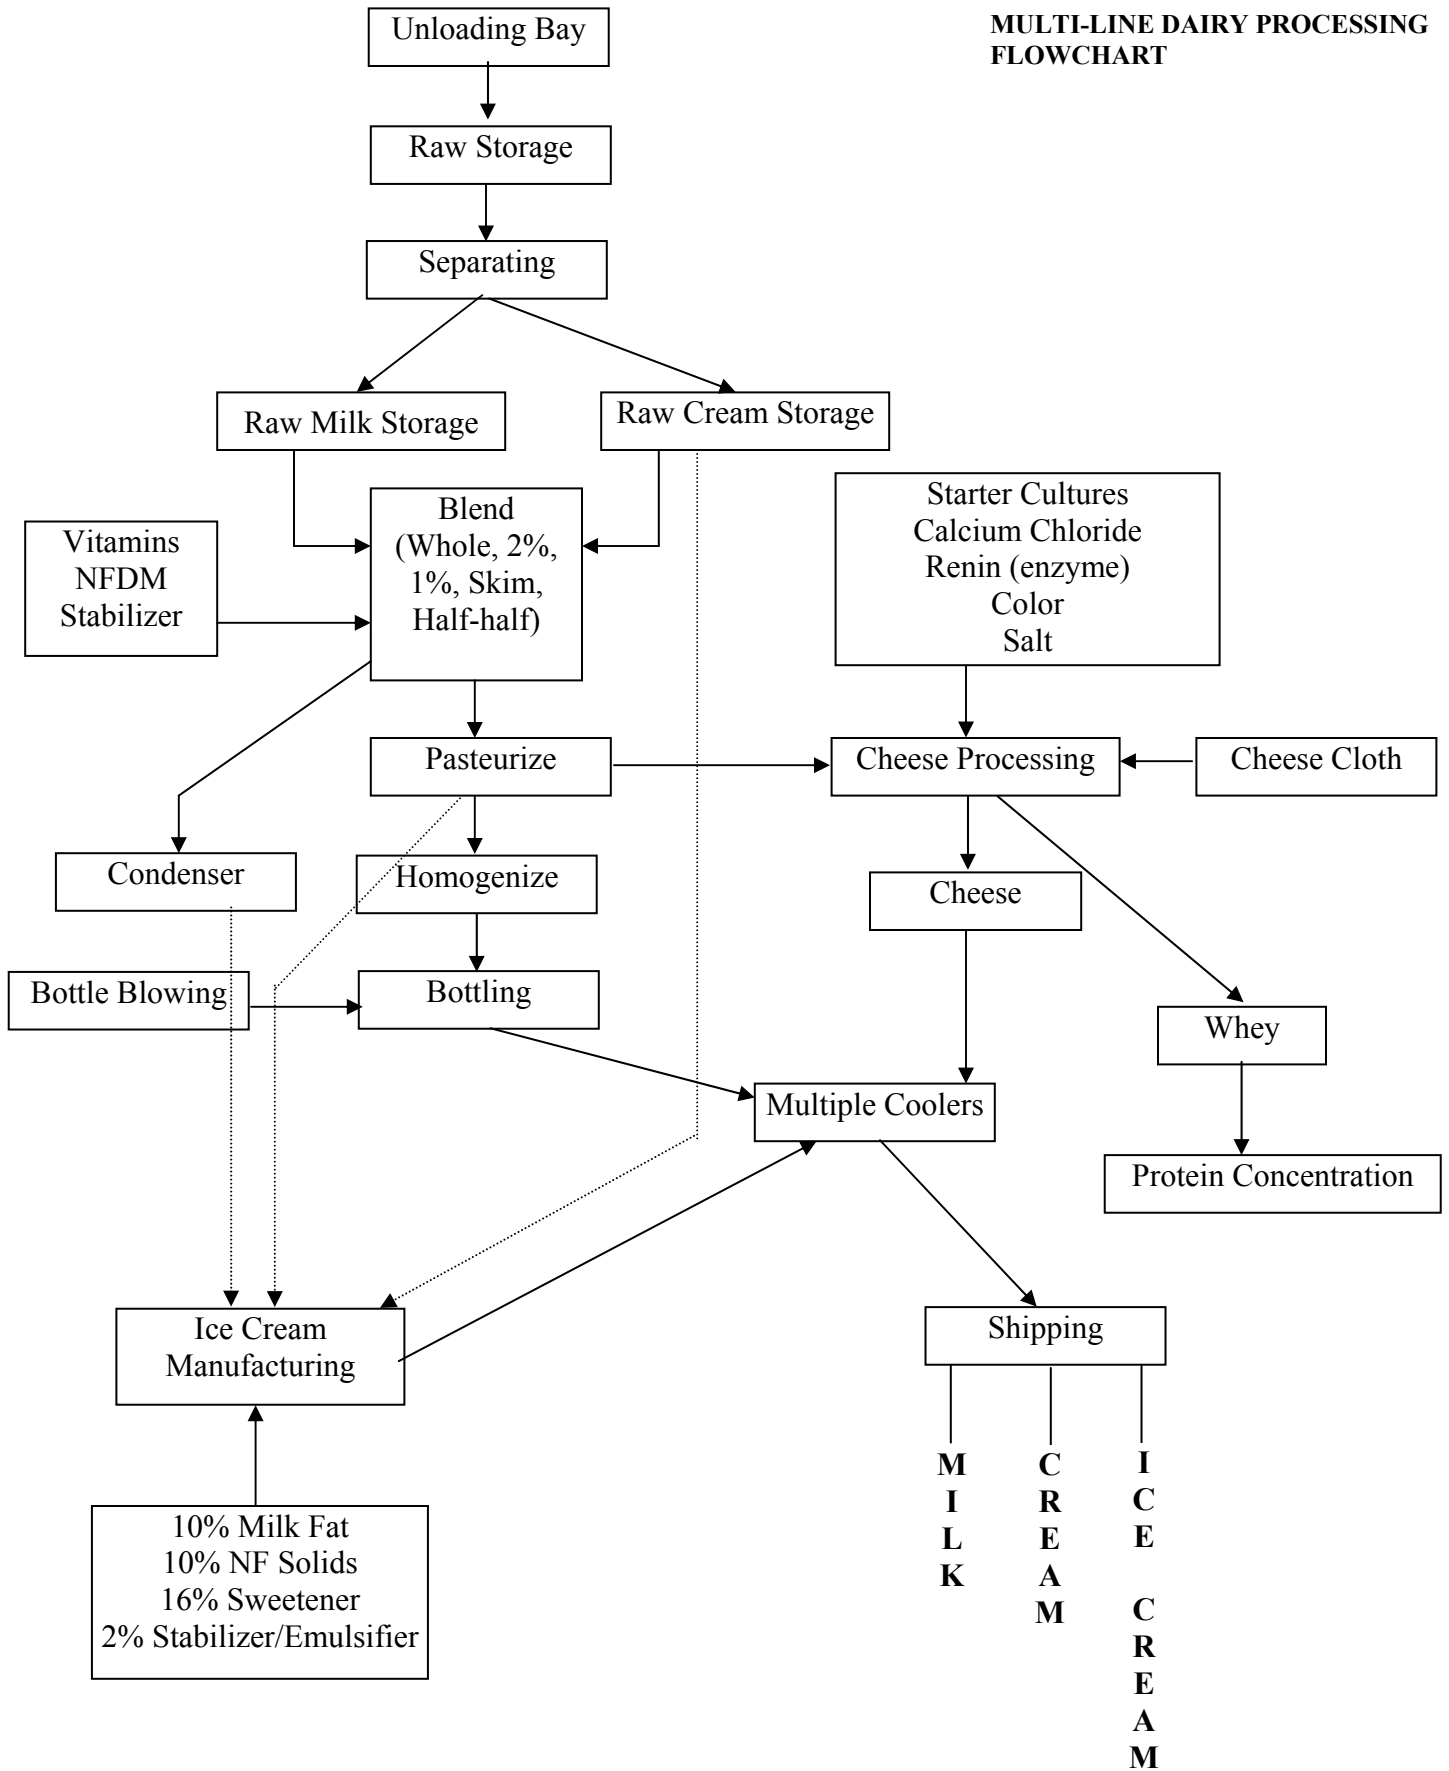 MULTI-LINE DAIRY PROCESSING
FLOWCHART
Unloading Bay
Raw Storage
Separating
Raw Milk Storage
Raw Cream Storage
Blend
(Whole, 2%,
1%, Skim,
Half-half)
Vitamins
NFDM
Stabilizer
Starter Cultures
Calcium Chloride
Renin (enzyme)
Color
Salt
Pasteurize
Cheese Processing
Cheese Cloth
Condenser
Homogenize
Cheese
Bottle Blowing
Bottling
Whey
Multiple Coolers
Protein Concentration
Ice Cream
Manufacturing
Shipping
10% Milk Fat
10% NF Solids
16% Sweetener
2% Stabilizer/Emulsifier
MILK
CREAM
ICE CREAM